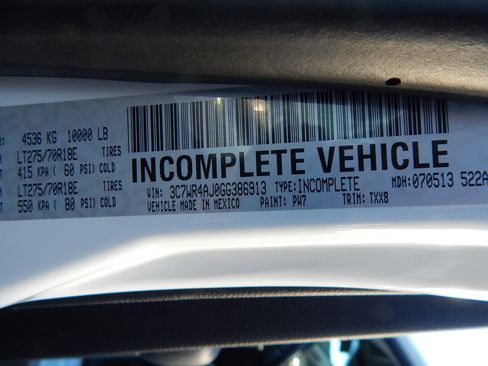 4536 KG 10000 LB
LT275/70R18E TIRES
415 KPA ( 60 PSI) COLD
LT275/70R18E TIRES
550 KPA ( 80 PSI) COLD
INCOMPLETE VEHICLE
VIN: 3C7WR4AJ0GG386913 TYPE:INCOMPLETE MDH:070513 522A
VEHICLE MADE IN MEXICO PAINT: PW7 TRIM: TXX8